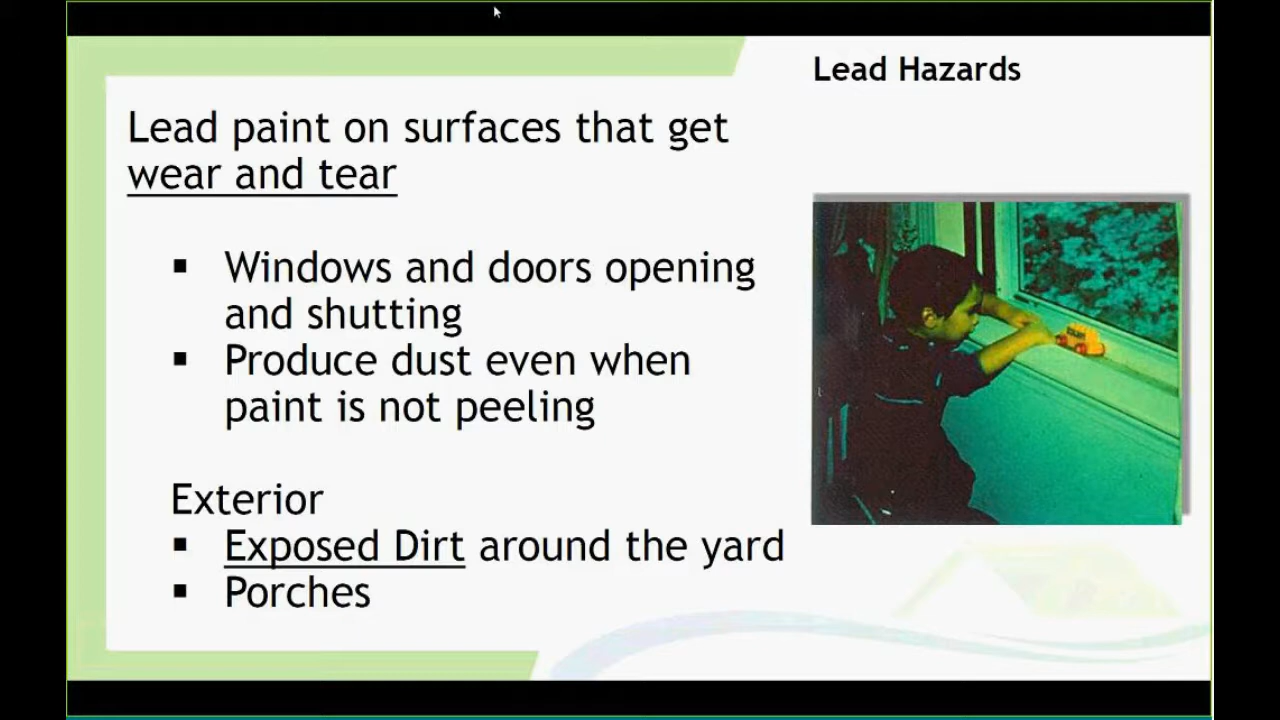 Lead Hazards
Lead paint on surfaces that get
wear and tear
▪ Windows and doors opening
and shutting
▪ Produce dust even when
paint is not peeling
Exterior
▪ Exposed Dirt around the yard
▪ Porches